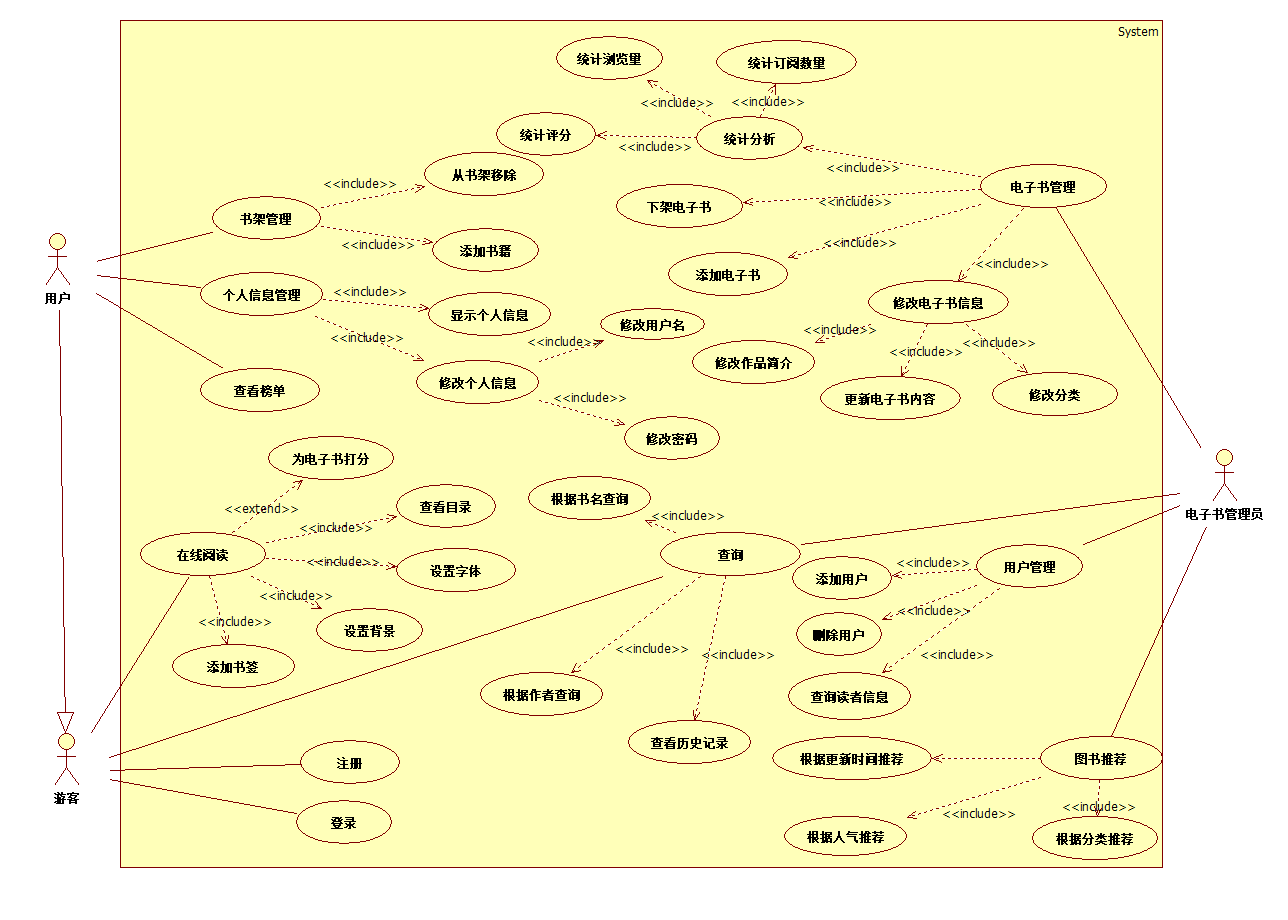 System
统计浏览量
统计订阅数量
<<include>>
<<include>>
统计评分
<<include>>
统计分析
从书架移除
<<include>>
<<include>>
电子书管理
下架电子书
<<include>>
书架管理
<<include>>
添加书籍
<<include>>
添加电子书
<<include>>
用户
个人信息管理
<<include>>
显示个人信息
修改电子书信息
<<include>>
修改用户名
<<include>>
<<include>>
<<include>>
<<include>>
修改作品简介
修改个人信息
查看榜单
<<include>>
更新电子书内容
修改分类
修改密码
为电子书打分
<<extend>>
查看目录
<<include>>
根据书名查询
<<include>>
电子书管理员
在线阅读
<<include>>
设置字体
查询
添加用户
<<include>>
用户管理
<<include>>
设置背景
<<include>>
删除用户
<<include>>
添加书签
<<include>>
<<include>>
<<include>>
根据作者查询
查询读者信息
查看历史记录
注册
根据更新时间推荐
图书推荐
游客
登录
<<include>>
<<include>>
根据人气推荐
根据分类推荐